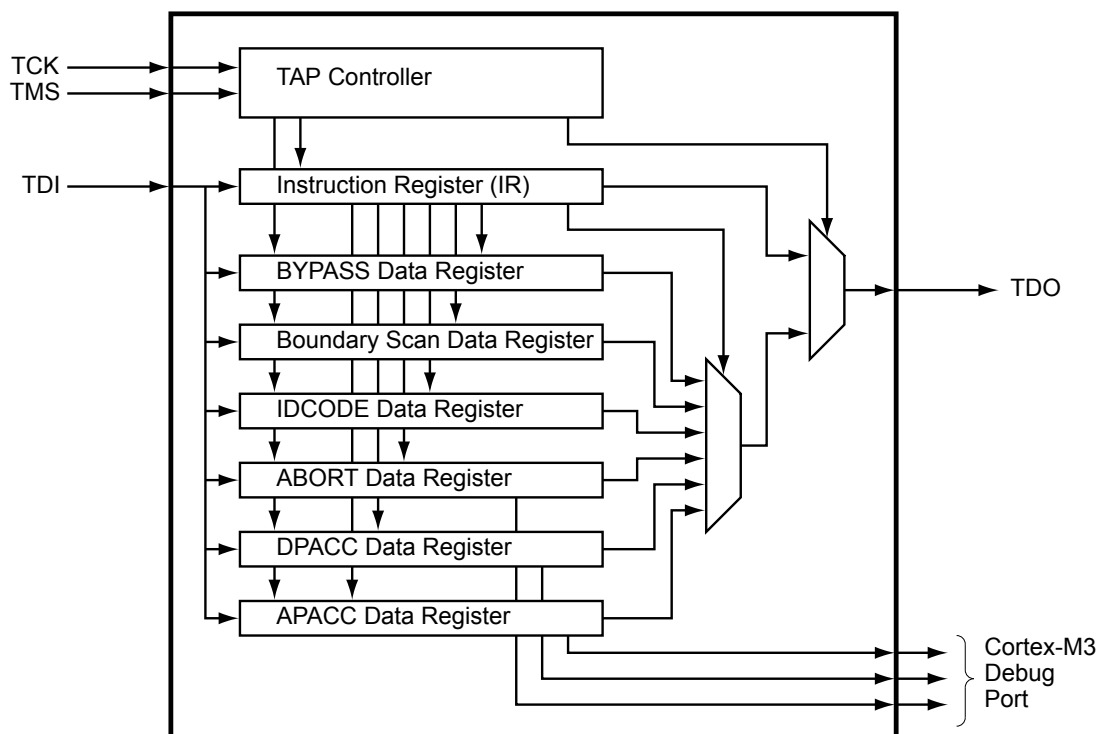 TCK
TMS
TAP Controller
TDI
Instruction Register (IR)
BYPASS Data Register
Boundary Scan Data Register
IDCODE Data Register
ABORT Data Register
DPACC Data Register
APACC Data Register
TDO
Cortex-M3
Debug
Port